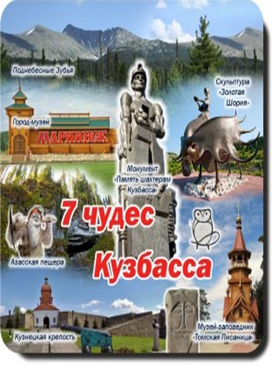 Поднебесные Зубья
Скульптура
«Золотая
Шория»
Город-музей
МАРИИНСК
Монумент
«Память шахтерам
Кузбасса»
7 чудес
Кузбасса
Азасская пещера
Кузнецкая крепость
Музей-заповедник
«Томская Писаница»